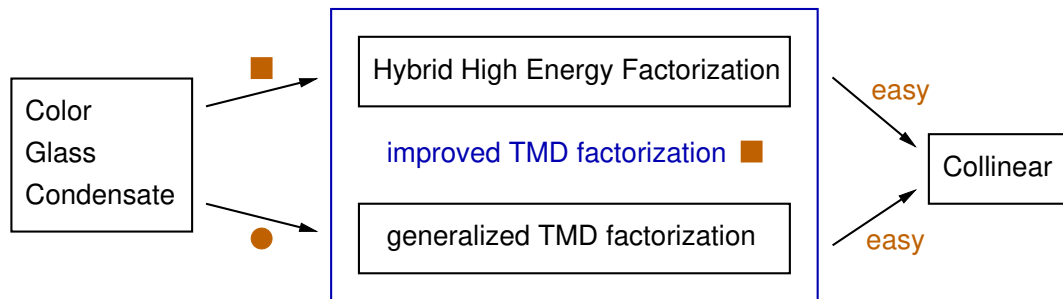 Color
Glass
Condensate
Hybrid High Energy Factorization
improved TMD factorization
generalized TMD factorization
easy
easy
Collinear